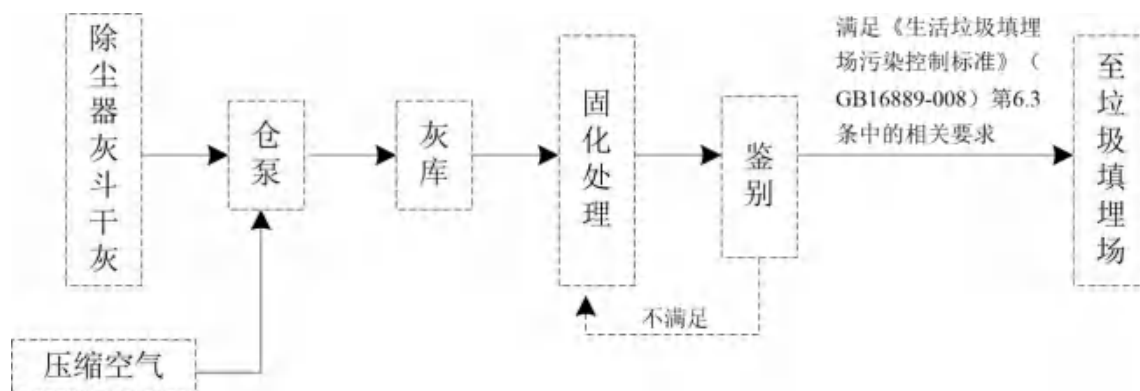 除尘器灰斗干灰
仓泵
灰库
固化处理
鉴别
满足《生活垃圾填埋
场污染控制标准》（
GB16889-008）第6.3
条中的相关要求
至垃圾填埋场
不满足
压缩空气